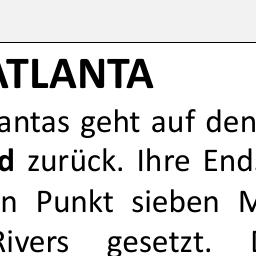 ATLANTA
antas geht auf den
d zurück. Ihre End
n Punkt sieben M
Rivers gesetzt. D